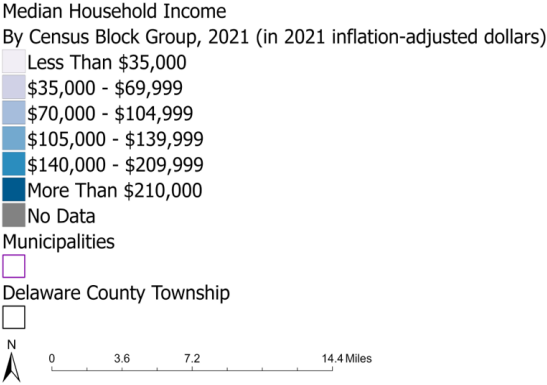 Median Household Income
By Census Block Group, 2021 (in 2021 inflation-adjusted dollars)
Less Than $35,000
$35,000 - $69,999
$70,000 - $104,999
$105,000 - $139,999
$140,000 - $209,999
More Than $210,000
No Data
Municipalities
Delaware County Township
N
0 3.6 7.2 14.4 Miles